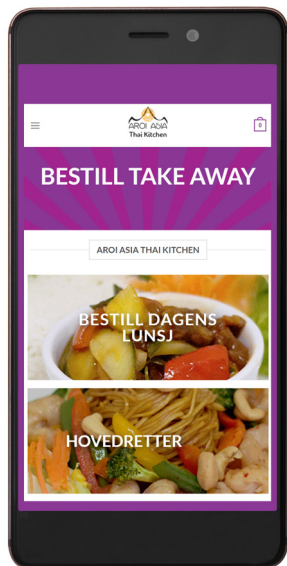 AROI ASIA
Thai Kitchen
0
BESTILL TAKE AWAY
AROI ASIA THAI KITCHEN
BESTILL DAGENS
LUNSJ
HOVEDRETTER